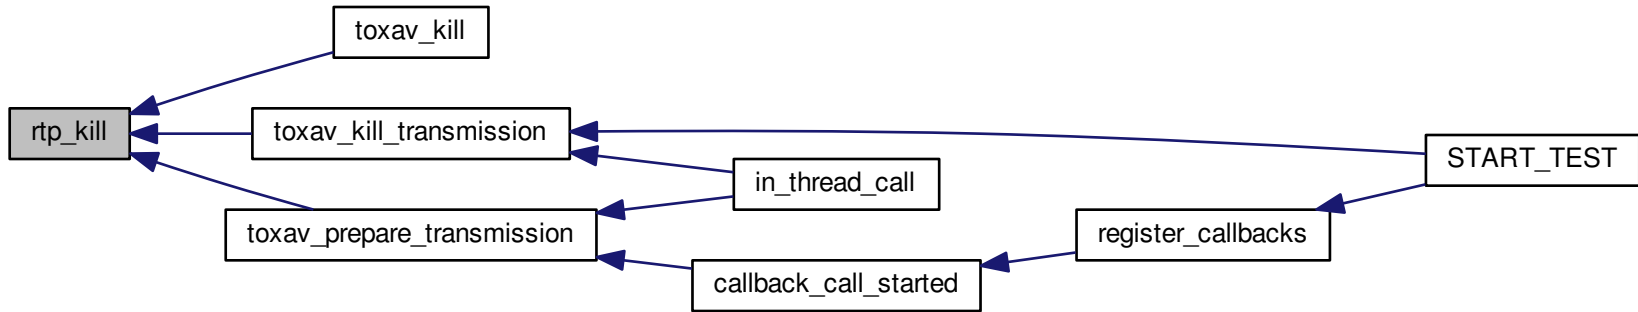 toxav_kill
rtp_kill
toxav_kill_transmission
START_TEST
in_thread_call
toxav_prepare_transmission
register_callbacks
callback_call_started